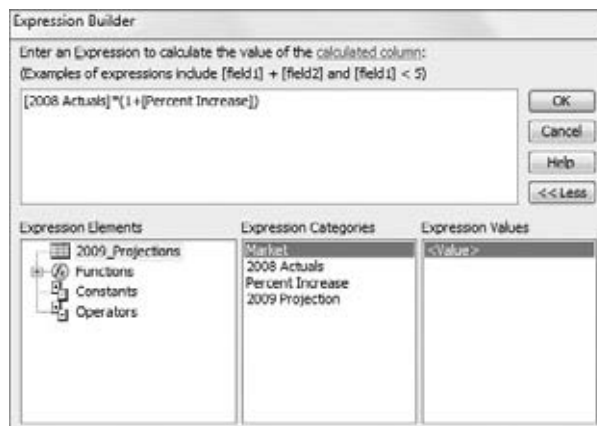 Expression Builder
Enter an Expression to calculate the value of the calculated column:
(Examples of expressions include [field1] + [field2] and [field1] < 5)
[2008 Actuals]*(1+[Percent Increase])
OK
Cancel
Help
<< Less
Expression Elements
2009_Projections
Functions
Constants
Operators
Expression Categories
Market
2008 Actuals
Percent Increase
2009 Projection
Expression Values
<Value>